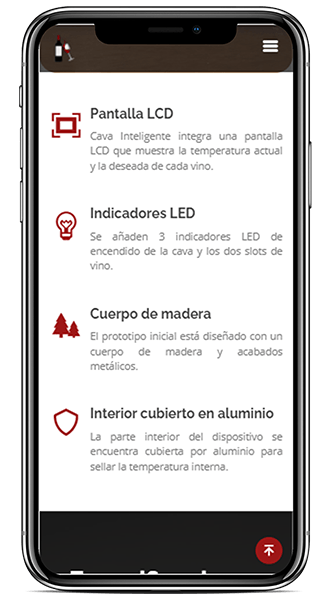 Pantalla LCD
Cava Inteligente integra una pantalla
LCD que muestra la temperatura actual
y la deseada de cada vino.
Indicadores LED
Se añaden 3 indicadores LED de
encendido de la cava y los dos slots de
vino.
Cuerpo de madera
El prototipo inicial está diseñado con un
cuerpo de madera y acabados
metálicos.
Interior cubierto en aluminio
La parte interior del dispositivo se
encuentra cubierta por aluminio para
sellar la temperatura interna.